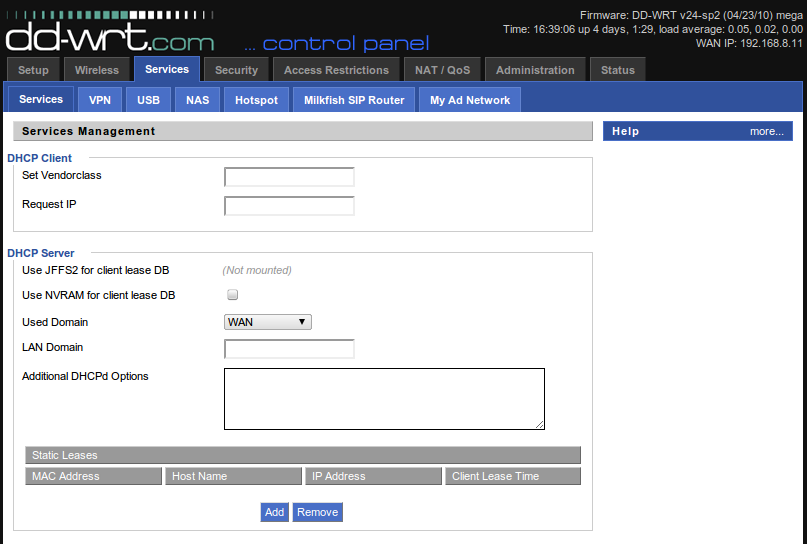 Firmware: DD-WRT v24-sp2 (04/23/10) mega
Time: 16:39:06 up 4 days, 1:29, load average: 0.05, 0.02, 0.00
WAN IP: 192.168.8.11
dd-wrt.com ... control panel
Setup Wireless Services Security Access Restrictions NAT / QoS Administration Status
Services VPN USB NAS Hotspot Milkfish SIP Router My Ad Network
Services Management
Help more...
DHCP Client
Set Vendorclass
Request IP
DHCP Server
Use JFFS2 for client lease DB (Not mounted)
Use NVRAM for client lease DB
Used Domain WAN
LAN Domain
Additional DHCPd Options
Static Leases
MAC Address Host Name IP Address Client Lease Time
Add Remove